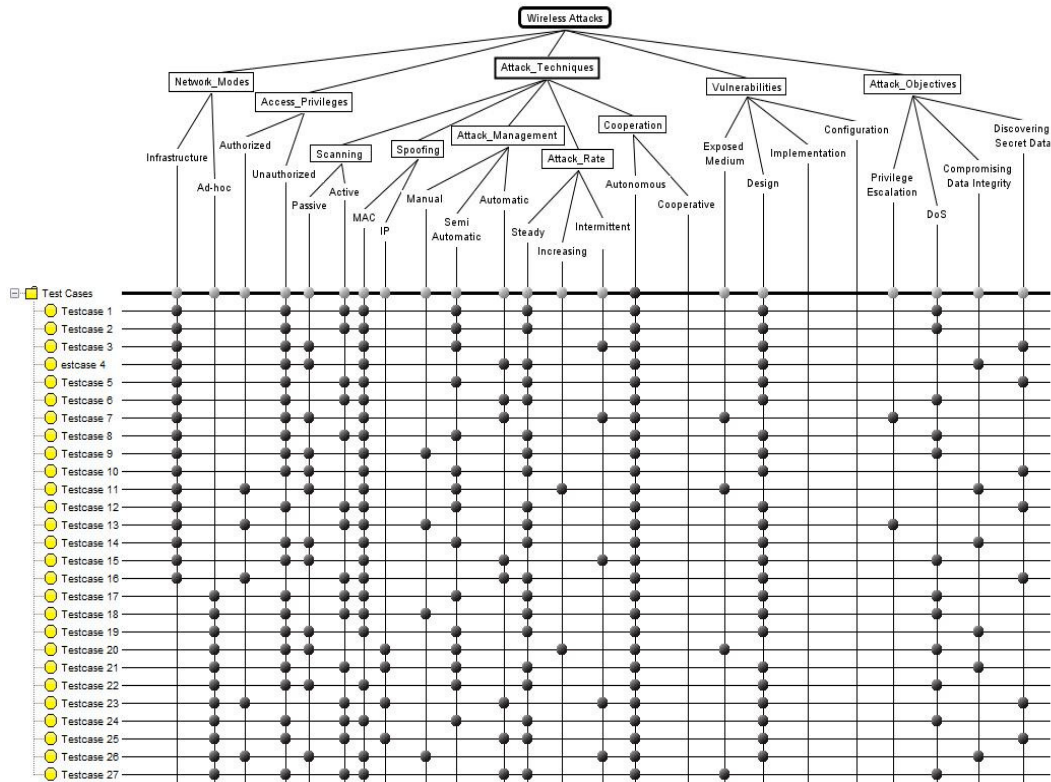 Wireless Attacks
Network_Modes
Access_Privileges
Attack_Techniques
Vulnerabilities
Attack_Objectives
Infrastructure
Ad-hoc
Authorized
Unauthorized
Scanning
Passive
Active
Spoofing
MAC
IP
Attack_Management
Manual
Semi
Automatic
Automatic
Attack_Rate
Steady
Increasing
Intermittent
Cooperation
Autonomous
Cooperative
Exposed
Medium
Design
Implementation
Configuration
Privilege
Escalation
DoS
Compromising
Data Integrity
Discovering
Secret Data
Test Cases
Testcase 1
Testcase 2
Testcase 3
estcase 4
Testcase 5
Testcase 6
Testcase 7
Testcase 8
Testcase 9
Testcase 10
Testcase 11
Testcase 12
Testcase 13
Testcase 14
Testcase 15
Testcase 16
Testcase 17
Testcase 18
Testcase 19
Testcase 20
Testcase 21
Testcase 22
Testcase 23
Testcase 24
Testcase 25
Testcase 26
Testcase 27